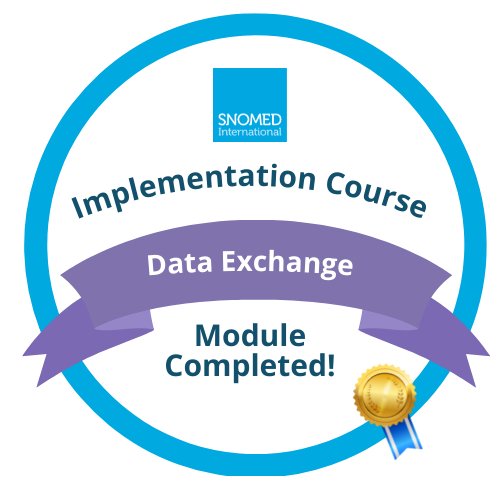 SNOMED
International
Implementation Course
Data Exchange
Module
Completed!